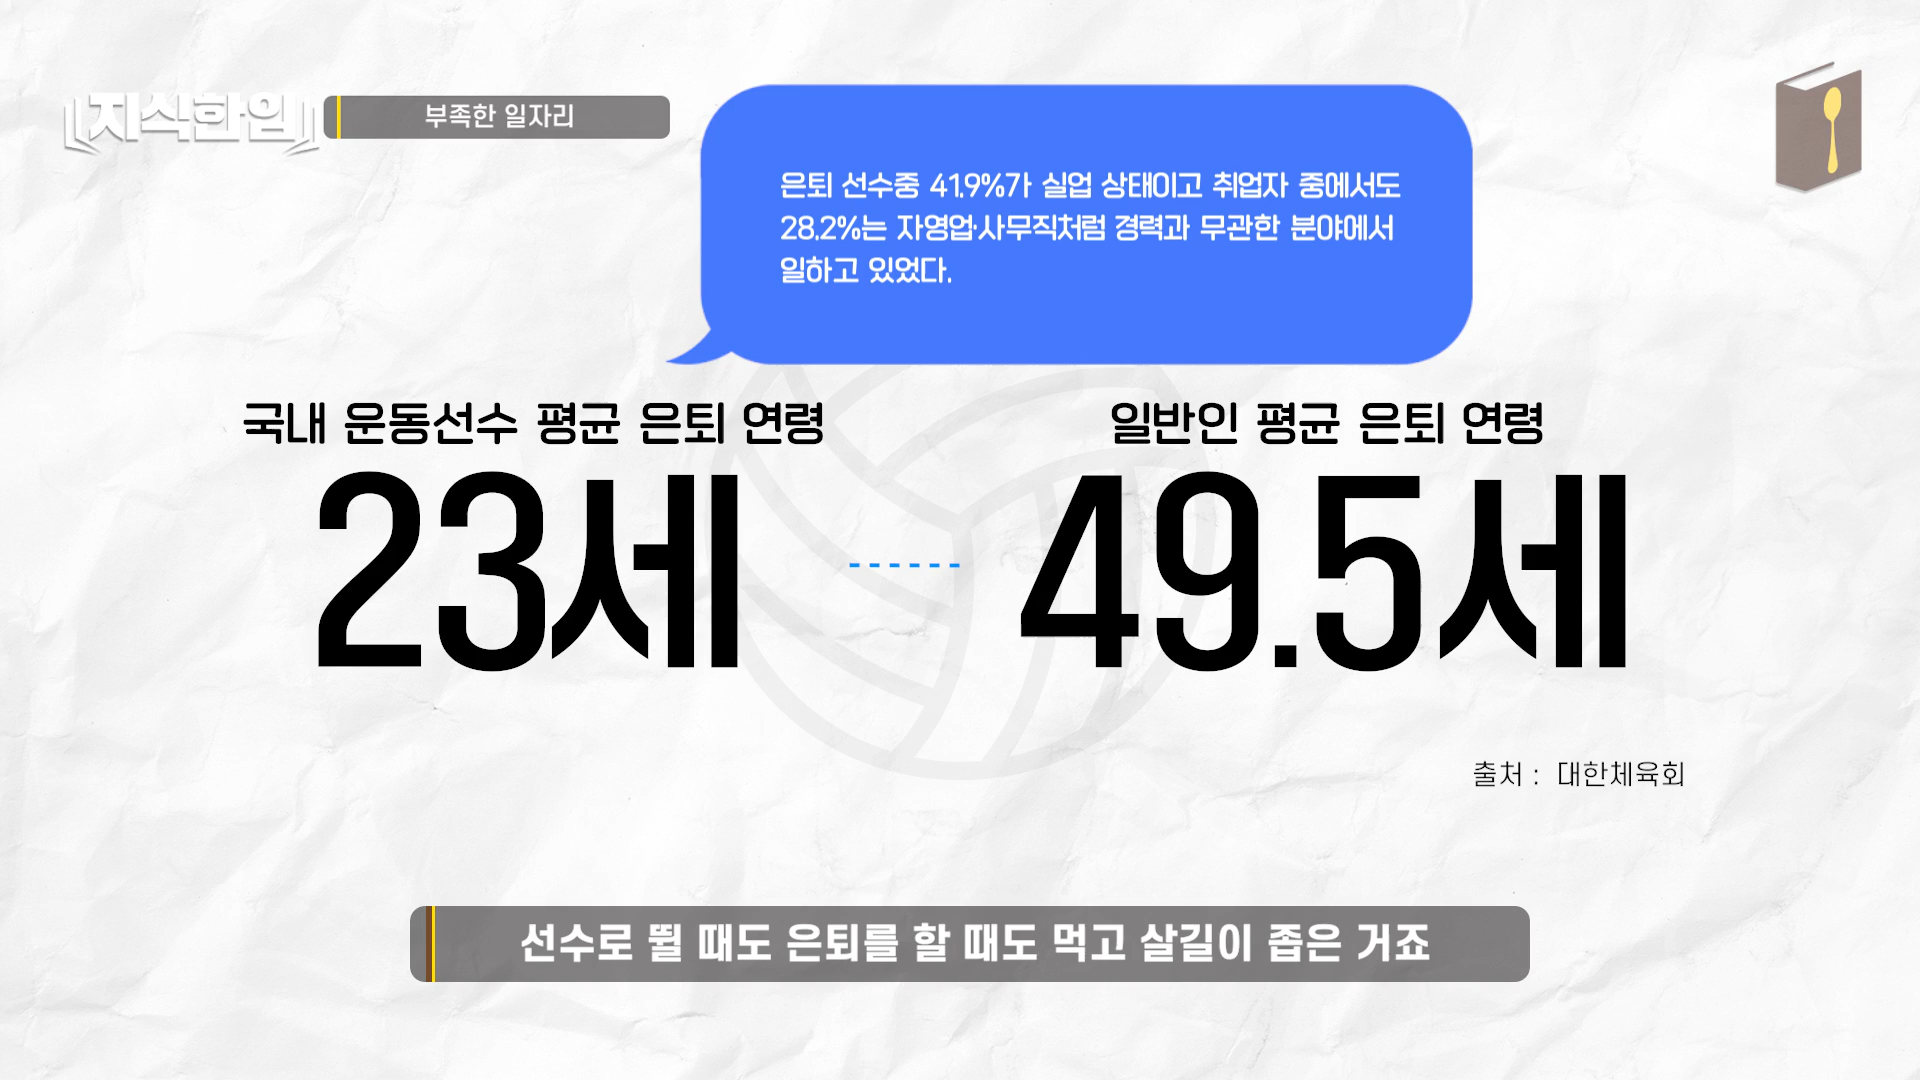 지식한입
부족한 일자리
은퇴 선수중 41.9%가 실업 상태이고 취업자 중에서도
28.2%는 자영업·사무직처럼 경력과 무관한 분야에서
일하고 있었다.
국내 운동선수 평균 은퇴 연령
23세
일반인 평균 은퇴 연령
49.5세
출처 : 대한체육회
선수로 뛸 때도 은퇴를 할 때도 먹고 살길이 좁은 거죠